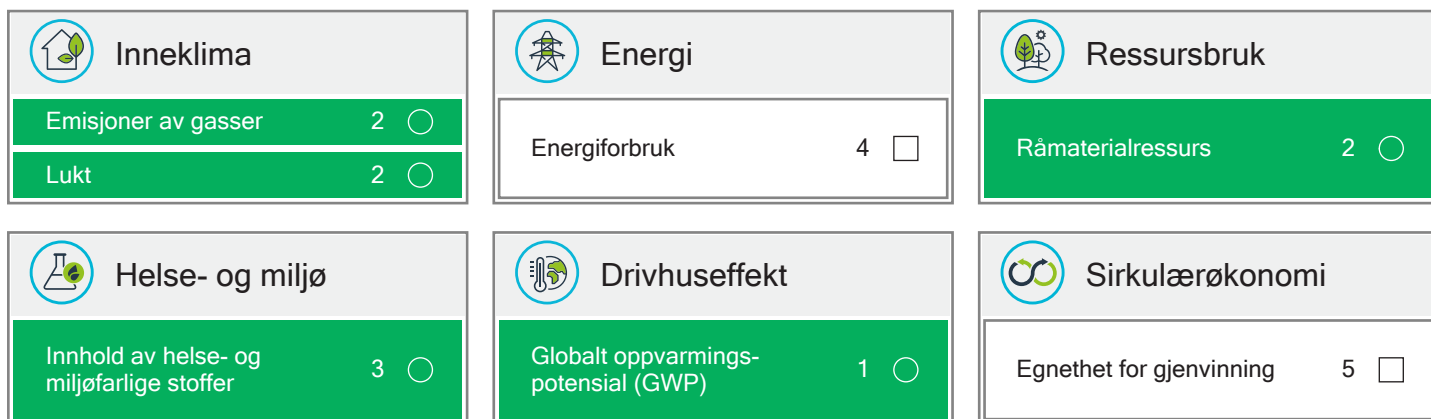 Inneklima
Emisjoner av gasser 2
Lukt 2
Energi
Energiforbruk 4
Ressursbruk
Råmaterialressurs 2
Helse- og miljø
Innhold av helse- og
miljøfarlige stoffer 3
Drivhuseffekt
Globalt oppvarmings-
potensial (GWP) 1
Sirkulærøkonomi
Egnethet for gjenvinning 5